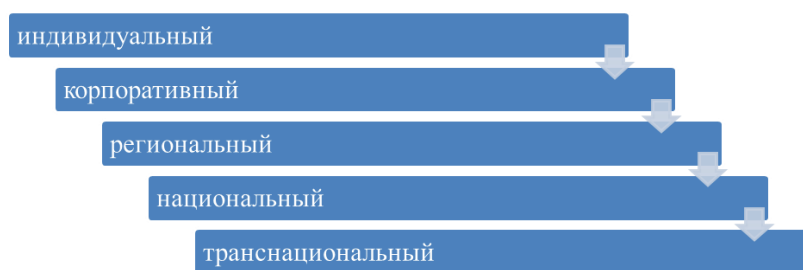 индивидуальный
корпоративный
региональный
национальный
транснациональный